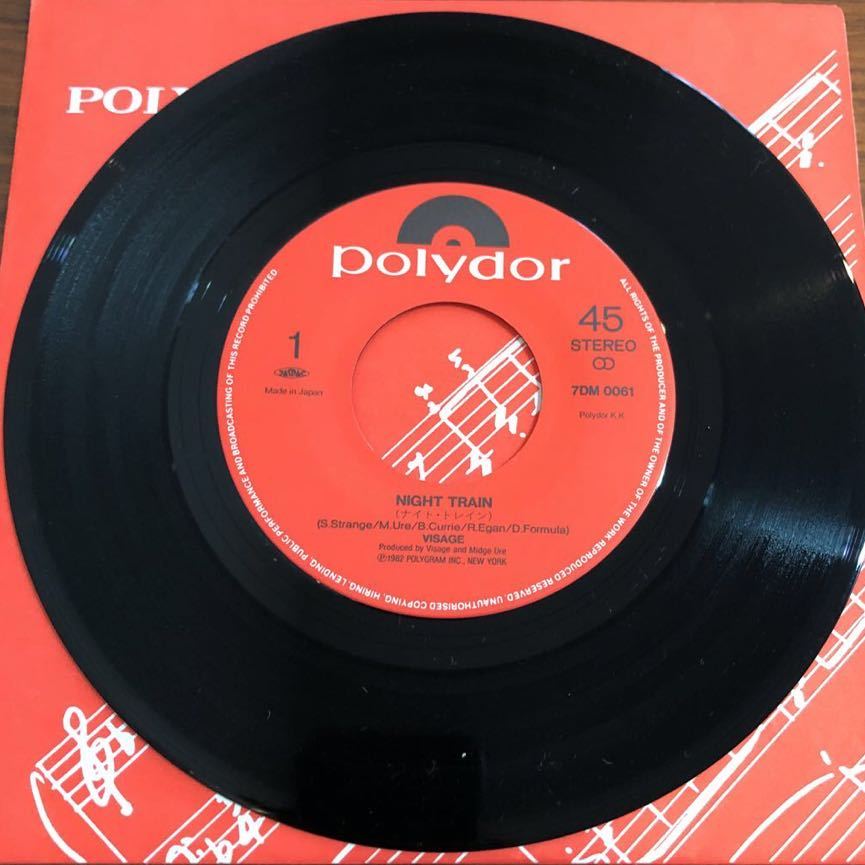 POLY
polydor
1
Made in Japan
45
STEREO
7DM 0061
Polydor K.K.
NIGHT TRAIN
(ナイト・トレイン)
(S.Strange/M.Ure/B.Currie/R.Egan/D.Formula)
VISAGE
Produced by Visage and Midge Ure
℗1982 POLYGRAM INC., NEW YORK
ALL RIGHTS OF THE PRODUCER AND OF THE OWNER OF THE WORK REPRODUCED RESERVED. UNAUTHORISED COPYING, HIRING, LENDING, PUBLIC PERFORMANCE AND BROADCASTING OF THIS RECORD PROHIBITED